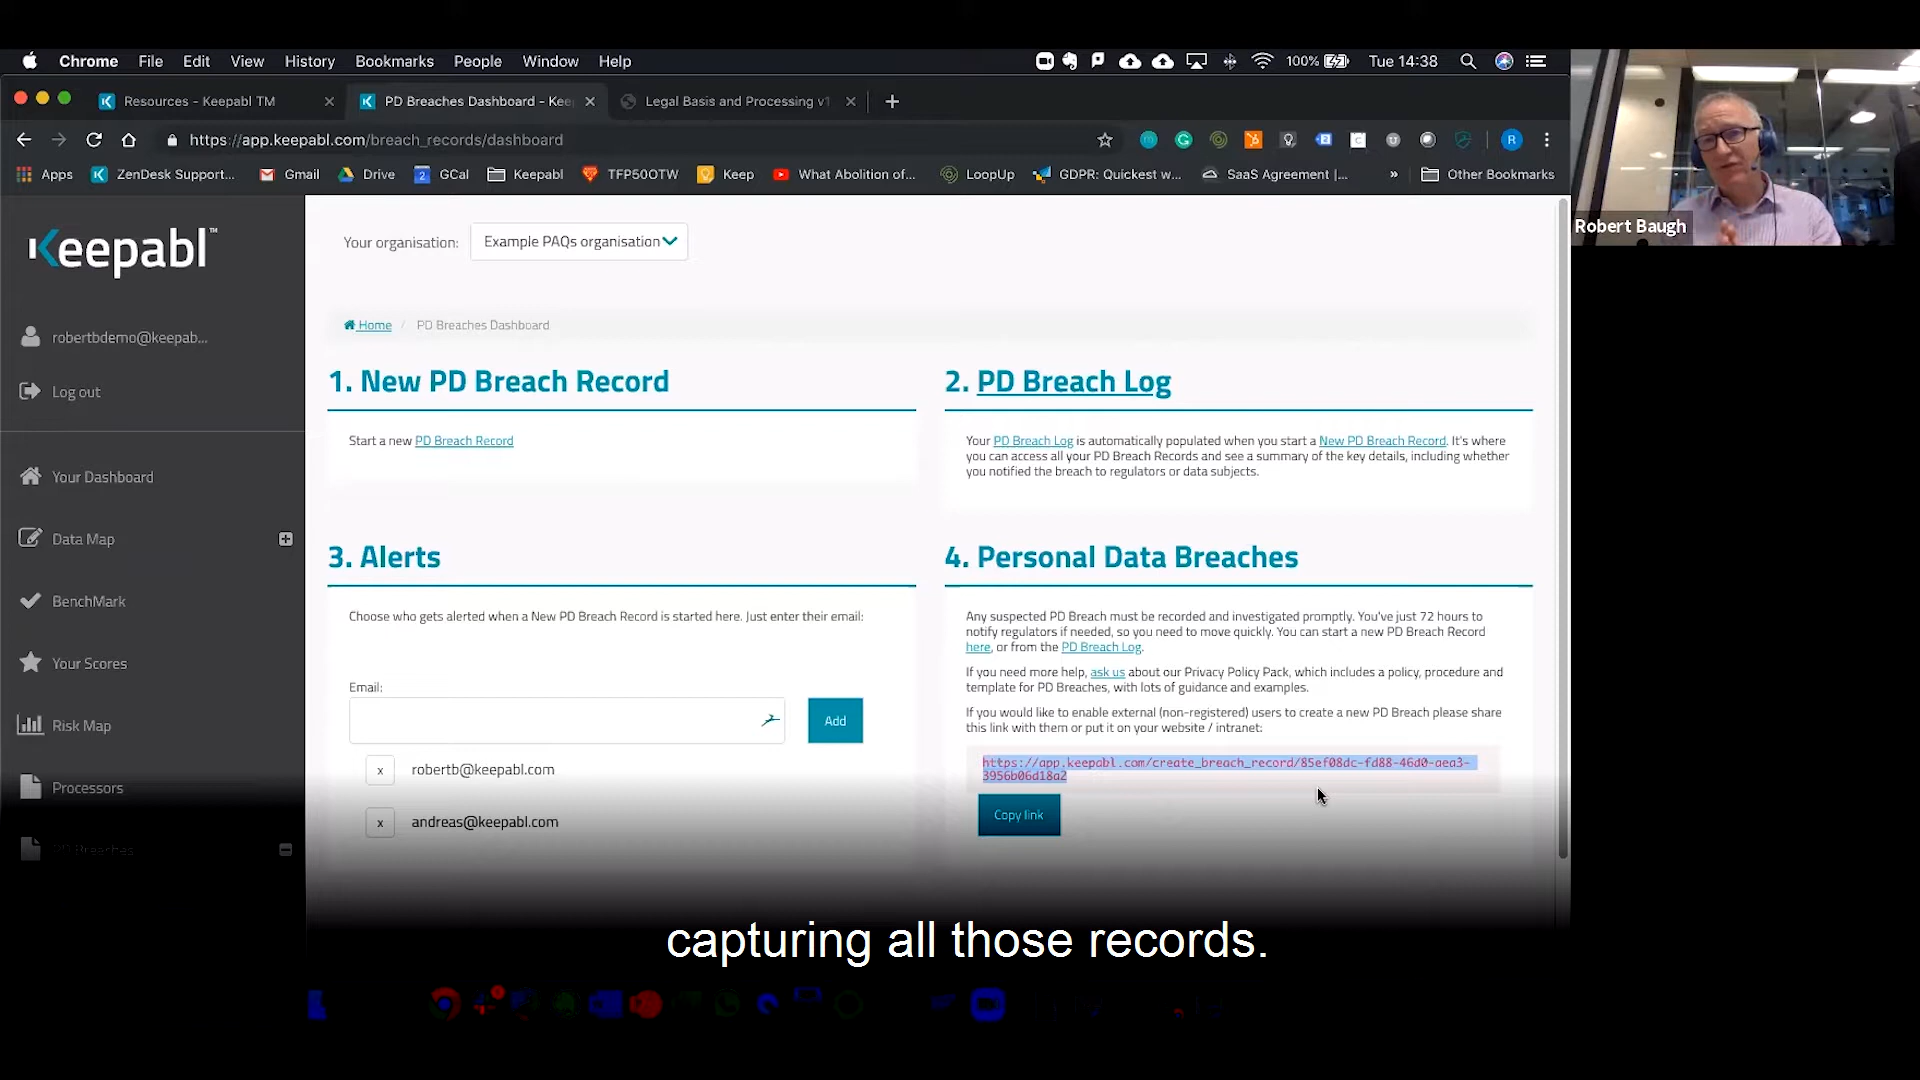 Chrome File Edit View History Bookmarks People Window Help 100% Tue 14:38
Resources - Keepabl TM PD Breaches Dashboard - Kee Legal Basis and Processing v1
https://app.keepabl.com/breach_records/dashboard R
Apps ZenDesk Support... Gmail Drive 2 GCal Keepabl TFP50OTW Keep What Abolition of... LoopUp GDPR: Quickest w... SaaS Agreement |... » Other Bookmarks
Robert Baugh
Keepabl™
robertbdemo@keepab...
Log out
Your Dashboard
Data Map
BenchMark
Your Scores
Risk Map
Processors
PD Breaches
Your organisation: Example PAQs organisation
Home / PD Breaches Dashboard
1. New PD Breach Record
Start a new PD Breach Record
2. PD Breach Log
Your PD Breach Log is automatically populated when you start a New PD Breach Record. It's where
you can access all your PD Breach Records and see a summary of the key details, including whether
you notified the breach to regulators or data subjects.
3. Alerts
Choose who gets alerted when a New PD Breach Record is started here. Just enter their email:
Email:
Add
x robertb@keepabl.com
x andreas@keepabl.com
4. Personal Data Breaches
Any suspected PD Breach must be recorded and investigated promptly. You've just 72 hours to
notify regulators if needed, so you need to move quickly. You can start a new PD Breach Record
here, or from the PD Breach Log.
If you need more help, ask us about our Privacy Policy Pack, which includes a policy, procedure and
template for PD Breaches, with lots of guidance and examples.
If you would like to enable external (non-registered) users to create a new PD Breach please share
this link with them or put it on your website / intranet:
https://app.keepabl.com/create_breach_record/85ef08dc-fd88-46d0-aea3-
3956b06d18a2
Copy link
capturing all those records.